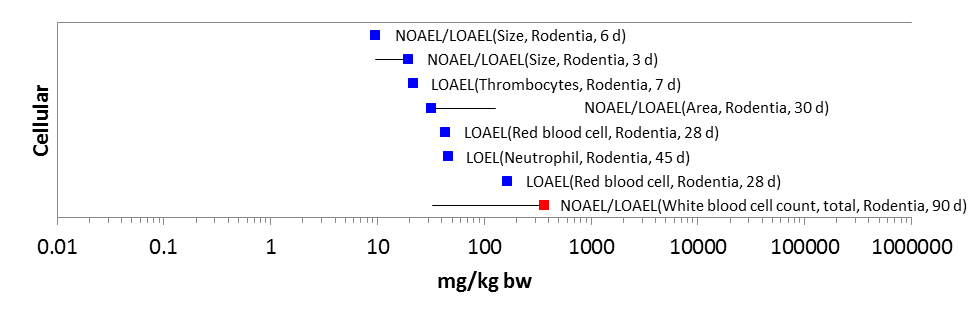 NOAEL/LOAEL(Size, Rodentia, 6 d)
NOAEL/LOAEL(Size, Rodentia, 3 d)
LOAEL(Thrombocytes, Rodentia, 7 d)
NOAEL/LOAEL(Area, Rodentia, 30 d)
LOAEL(Red blood cell, Rodentia, 28 d)
LOEL(Neutrophil, Rodentia, 45 d)
LOAEL(Red blood cell, Rodentia, 28 d)
NOAEL/LOAEL(White blood cell count, total, Rodentia, 90 d)
Cellular
0.01 0.1 1 10 100 1000 10000 100000 1000000
mg/kg bw